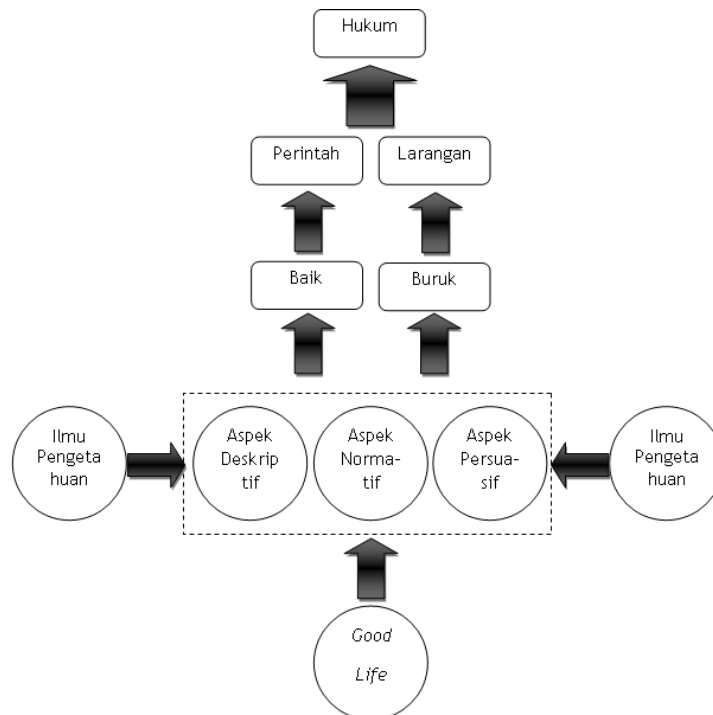 Hukum
Perintah
Larangan
Baik
Buruk
Ilmu
Pengeta
huan
Aspek
Deskrip
tif
Aspek
Norma-
tif
Aspek
Persua-
sif
Ilmu
Pengeta
huan
Good
Life